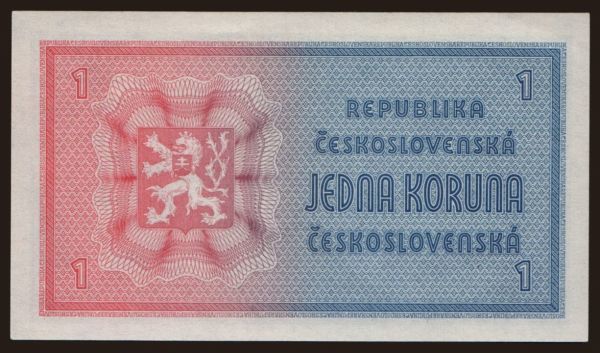 1
1
REPUBLIKA
ČESKOSLOVENSKÁ
JEDNA KORUNA
ČESKOSLOVENSKÁ
1
1